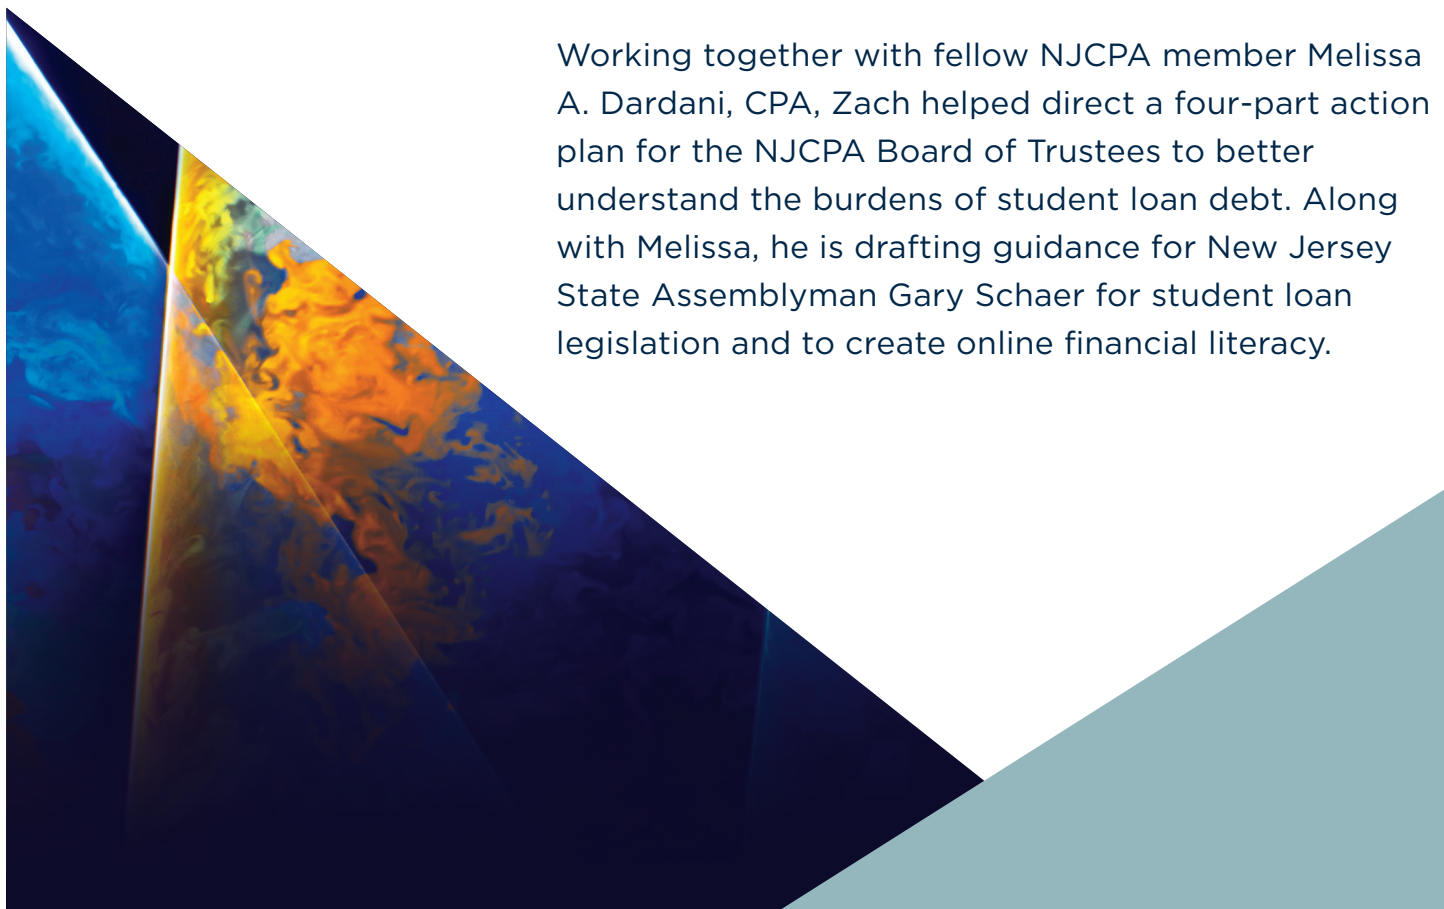 Working together with fellow NJCPA member Melissa
A. Dardani, CPA, Zach helped direct a four-part action
plan for the NJCPA Board of Trustees to better
understand the burdens of student loan debt. Along
with Melissa, he is drafting guidance for New Jersey
State Assemblyman Gary Schaer for student loan
legislation and to create online financial literacy.